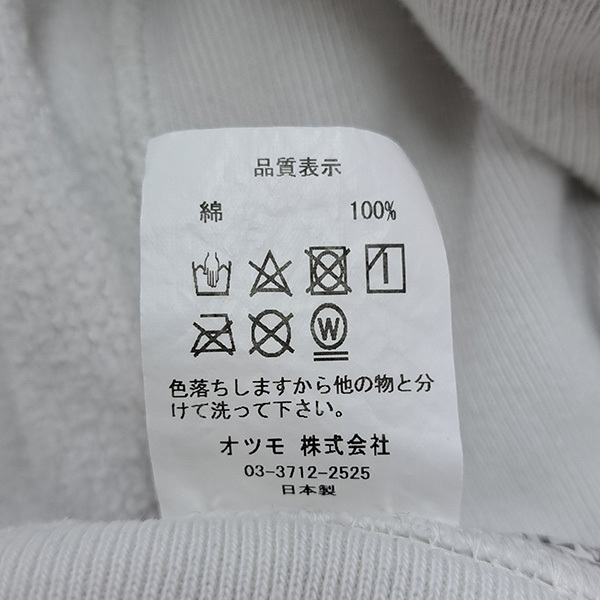 品質表示
綿 100%
W
色落ちしますから他の物と分
けて洗って下さい。
オツモ 株式会社
03-3712-2525
日本製